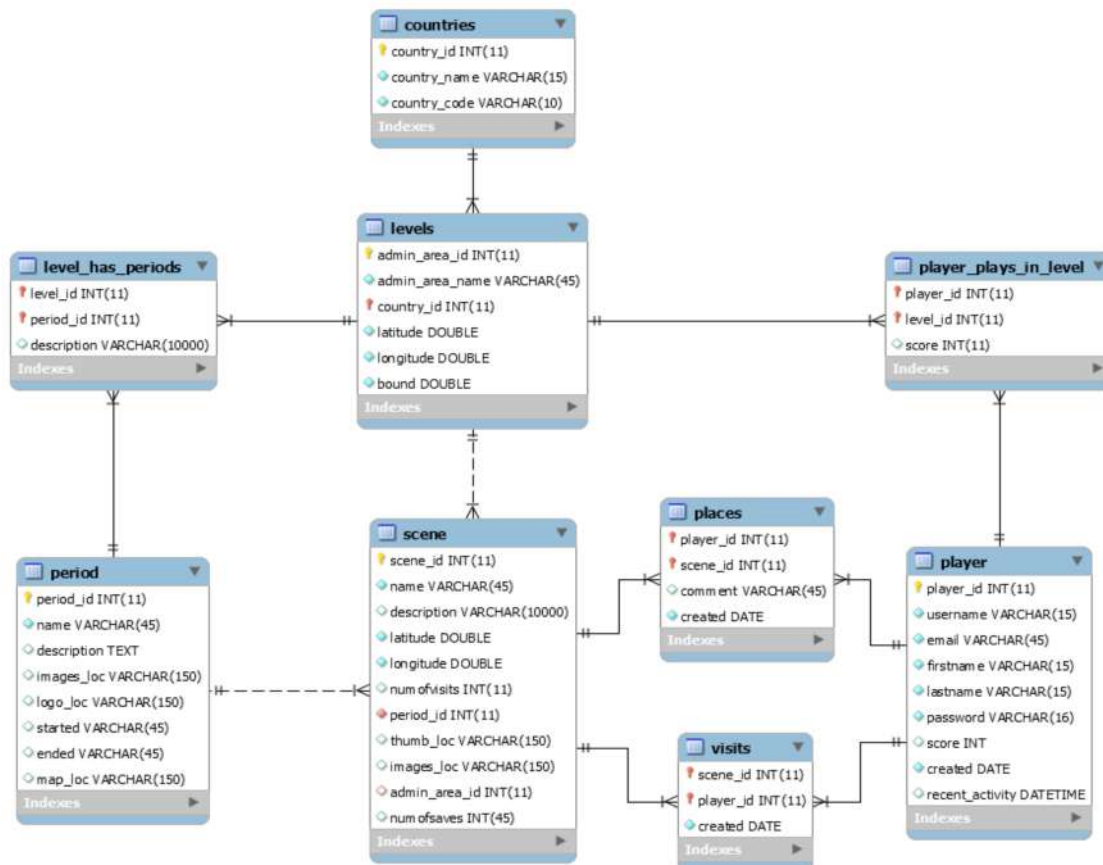 countries
country_id INT(11)
country_name VARCHAR(15)
country_code VARCHAR(10)
Indexes
levels
admin_area_id INT(11)
admin_area_name VARCHAR(45)
country_id INT(11)
latitude DOUBLE
longitude DOUBLE
bound DOUBLE
Indexes
level_has_periods
level_id INT(11)
period_id INT(11)
description VARCHAR(10000)
Indexes
player_plays_in_level
player_id INT(11)
level_id INT(11)
score INT(11)
Indexes
period
period_id INT(11)
name VARCHAR(45)
description TEXT
images_loc VARCHAR(150)
logo_loc VARCHAR(150)
started VARCHAR(45)
ended VARCHAR(45)
map_loc VARCHAR(150)
Indexes
scene
scene_id INT(11)
name VARCHAR(45)
description VARCHAR(10000)
latitude DOUBLE
longitude DOUBLE
numofvisits INT(11)
period_id INT(11)
thumb_loc VARCHAR(150)
images_loc VARCHAR(150)
admin_area_id INT(11)
numofsaves INT(45)
Indexes
places
player_id INT(11)
scene_id INT(11)
comment VARCHAR(45)
created DATE
Indexes
visits
scene_id INT(11)
player_id INT(11)
created DATE
Indexes
player
player_id INT(11)
username VARCHAR(15)
email VARCHAR(45)
firstname VARCHAR(15)
lastname VARCHAR(15)
password VARCHAR(16)
score INT
created DATE
recent_activity DATETIME
Indexes